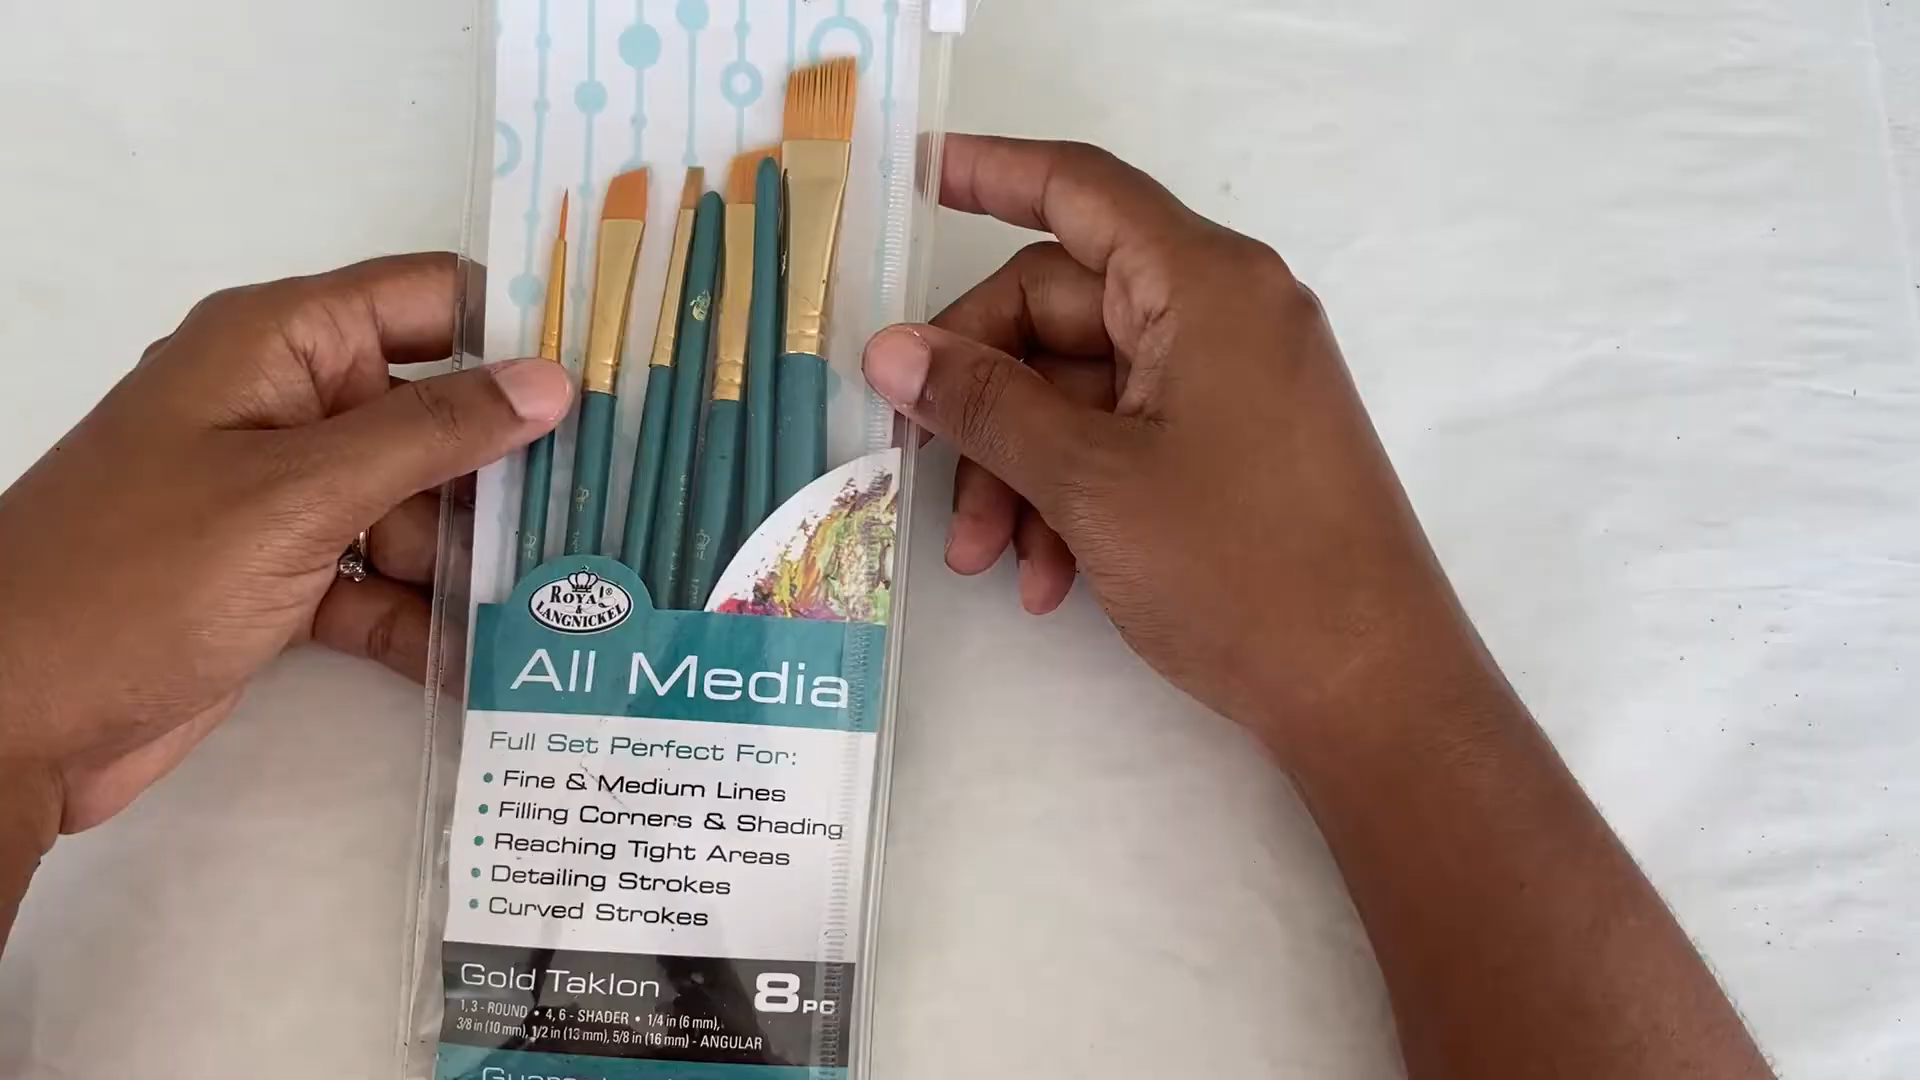 ROYAL®
&
LANGNICKEL
All Media
Full Set Perfect For:
• Fine & Medium Lines
• Filling Corners & Shading
• Reaching Tight Areas
• Detailing Strokes
• Curved Strokes
Gold Taklon
8PC
1, 3 - ROUND • 4, 6 - SHADER • 1/4 in (6 mm),
3/8 in (10 mm), 1/2 in (13 mm), 5/8 in (16 mm) - ANGULAR